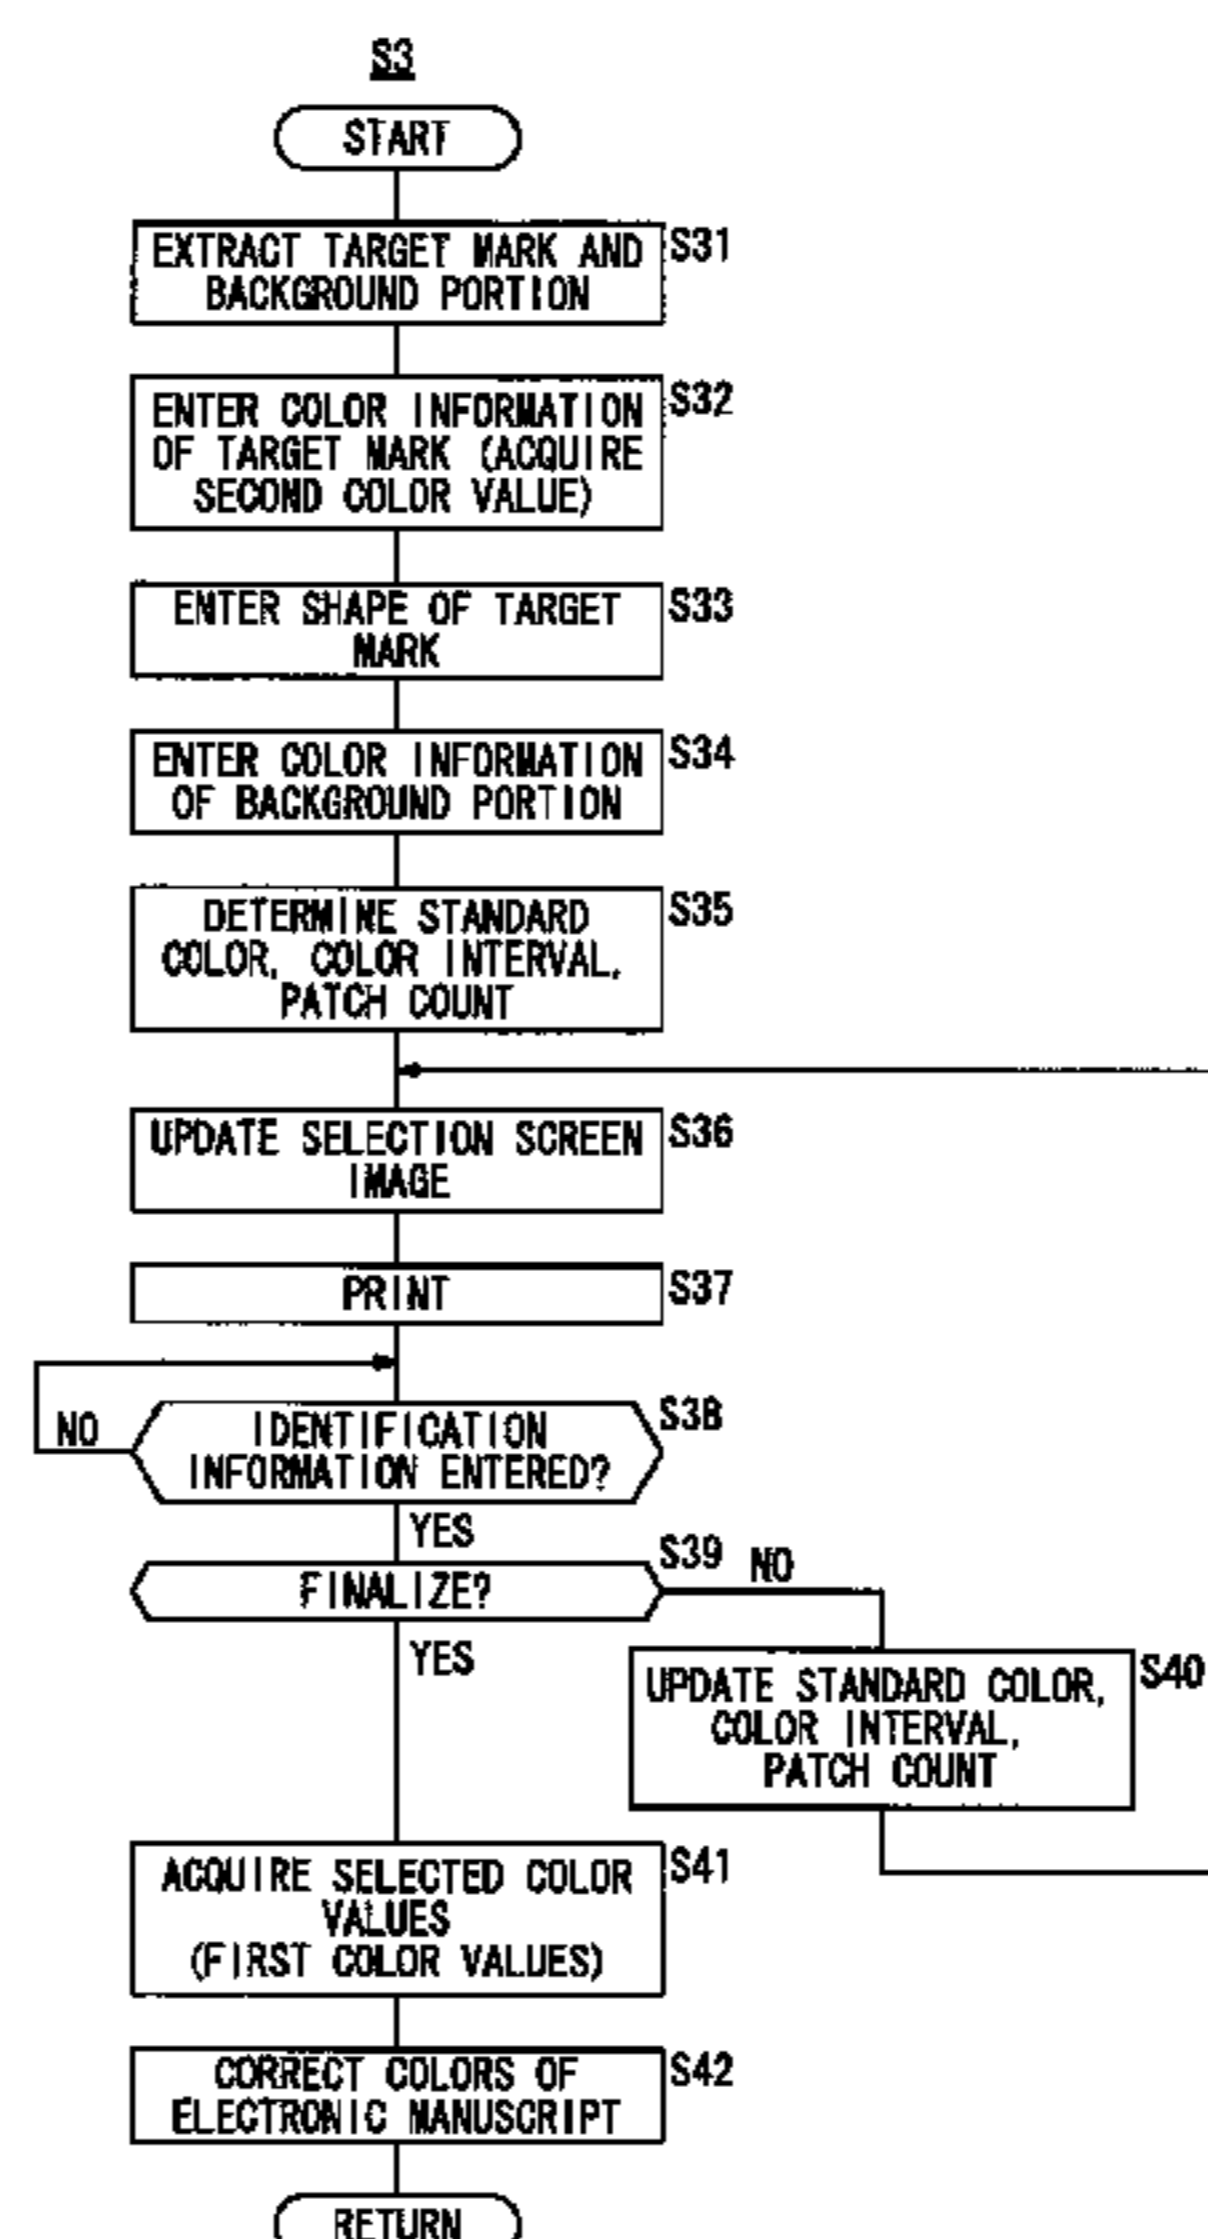 S3
START
EXTRACT TARGET MARK AND
BACKGROUND PORTION
S31
ENTER COLOR INFORMATION
OF TARGET MARK (ACQUIRE
SECOND COLOR VALUE)
S32
ENTER SHAPE OF TARGET
MARK
S33
ENTER COLOR INFORMATION
OF BACKGROUND PORTION
S34
DETERMINE STANDARD
COLOR, COLOR INTERVAL,
PATCH COUNT
S35
UPDATE SELECTION SCREEN
IMAGE
S36
PRINT
S37
IDENTIFICATION
INFORMATION ENTERED?
S38
NO
YES
FINALIZE?
S39
NO
YES
UPDATE STANDARD COLOR,
COLOR INTERVAL,
PATCH COUNT
S40
ACQUIRE SELECTED COLOR
VALUES
(FIRST COLOR VALUES)
S41
CORRECT COLORS OF
ELECTRONIC MANUSCRIPT
S42
RETURN